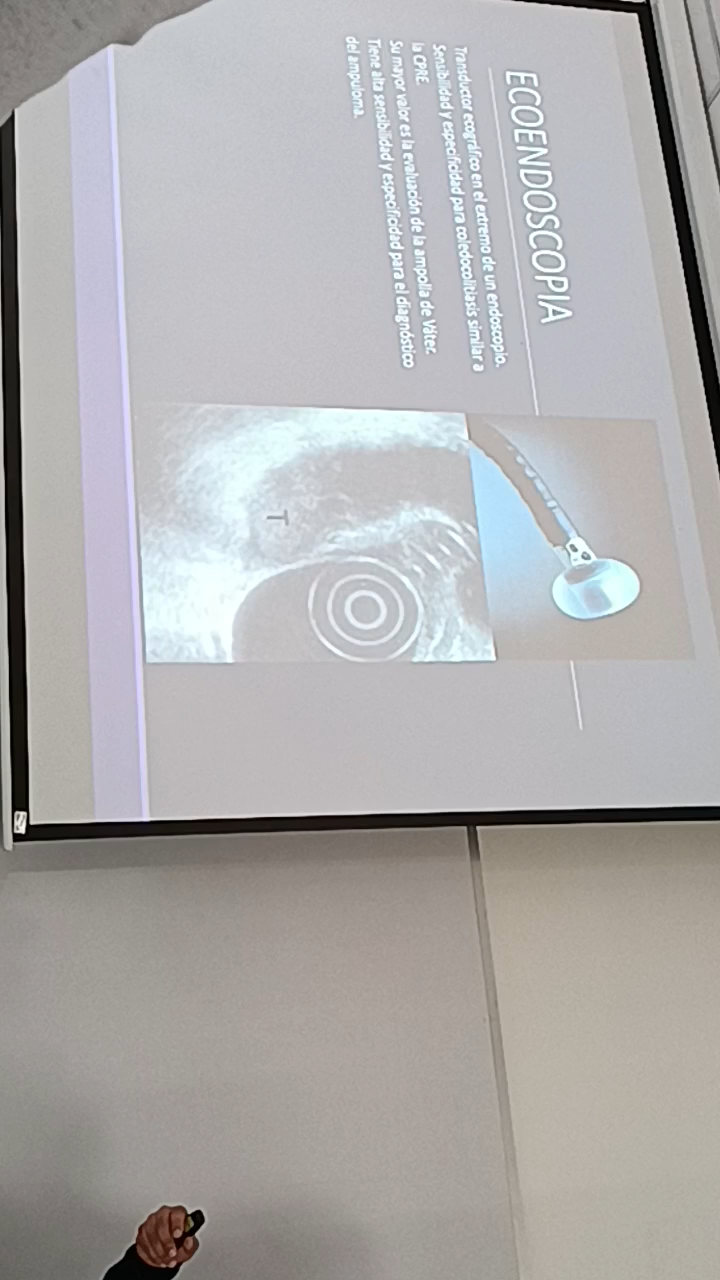 ECOENDOSCOPIA
Transductor ecográfico en el extremo de un endoscopio.
Sensibilidad y especificidad para coledocolitiasis similar a
la CPRE.
Su mayor valor es la evaluación de la ampolla de Váter.
Tiene alta sensibilidad y especificidad para el diagnóstico
del ampuloma.
T